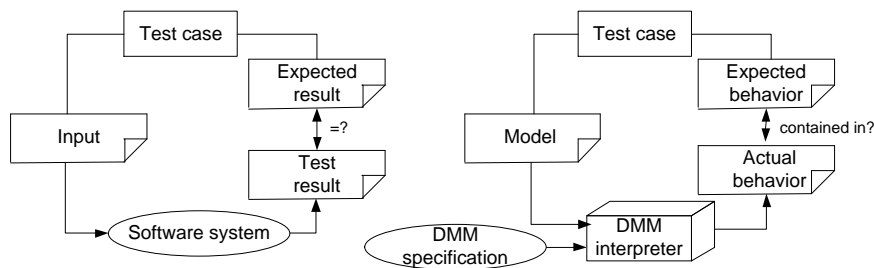 Test case
Expected
result
Input
=?
Test
result
Software system
Test case
Expected
behavior
Model
contained in?
Actual
behavior
DMM
specification
DMM
interpreter